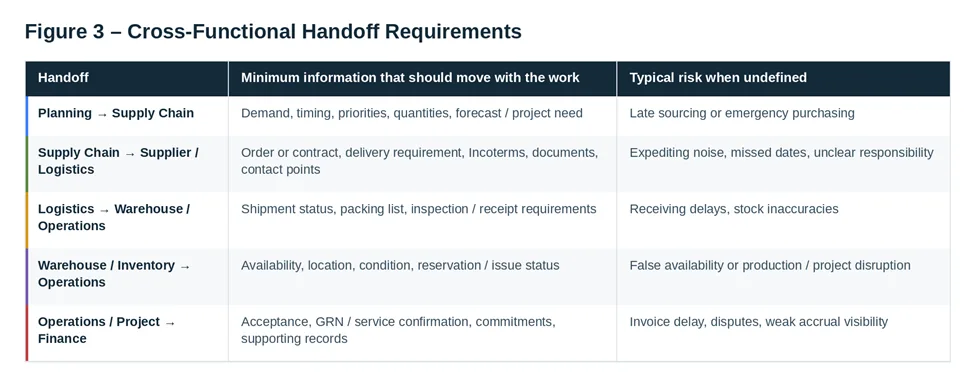 Figure 3 – Cross-Functional Handoff Requirements
Handoff
Minimum information that should move with the work
Typical risk when undefined
Planning → Supply Chain
Demand, timing, priorities, quantities, forecast / project need
Late sourcing or emergency purchasing
Supply Chain → Supplier /
Logistics
Order or contract, delivery requirement, Incoterms, documents,
contact points
Expediting noise, missed dates, unclear responsibility
Logistics → Warehouse /
Operations
Shipment status, packing list, inspection / receipt requirements
Receiving delays, stock inaccuracies
Warehouse / Inventory →
Operations
Availability, location, condition, reservation / issue status
False availability or production / project disruption
Operations / Project →
Finance
Acceptance, GRN / service confirmation, commitments,
supporting records
Invoice delay, disputes, weak accrual visibility